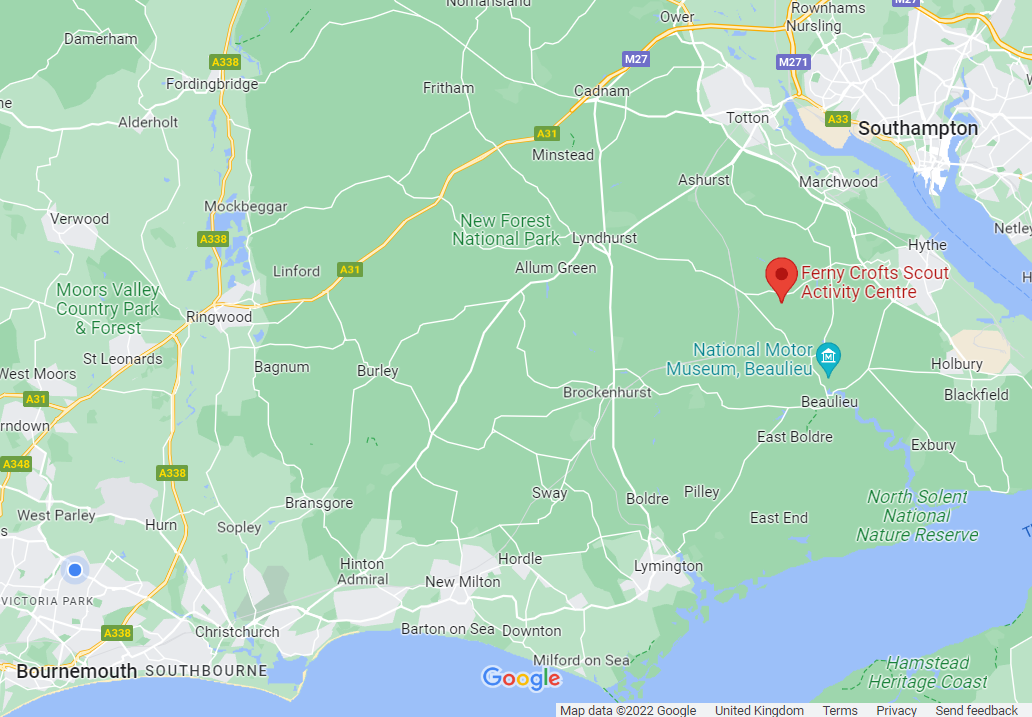 Normansland
Ower
Rownhams
Nursling
M27
Damerham
A338
Fordingbridge
M27
M271
Fritham
Cadnam
Alderholt
Totton
A33
Southampton
A31
Minstead
Ashurst
Marchwood
Mockbeggar
Verwood
New Forest
National Park
Lyndhurst
Netley
A338
Hythe
Linford
A31
Allum Green
Ferny Crofts Scout
Activity Centre
Moors Valley
Country Park
& Forest
Ringwood
St Leonards
National Motor
Museum, Beaulieu
Holbury
West Moors
Bagnum
Burley
Brockenhurst
Beaulieu
Blackfield
A31
rndown
East Boldre
Exbury
A348
A338
Sway
Boldre
Pilley
North Solent
National
Nature Reserve
Bransgore
West Parley
Hurn
Sopley
East End
Hordle
Hinton
Admiral
Lymington
New Milton
VICTORIA PARK
A338
Christchurch
Barton on Sea
Downton
Milford on Sea
Bournemouth
SOUTHBOURNE
Google
Hamstead
Heritage Coast
Map data ©2022 Google
United Kingdom
Terms
Privacy
Send feedback